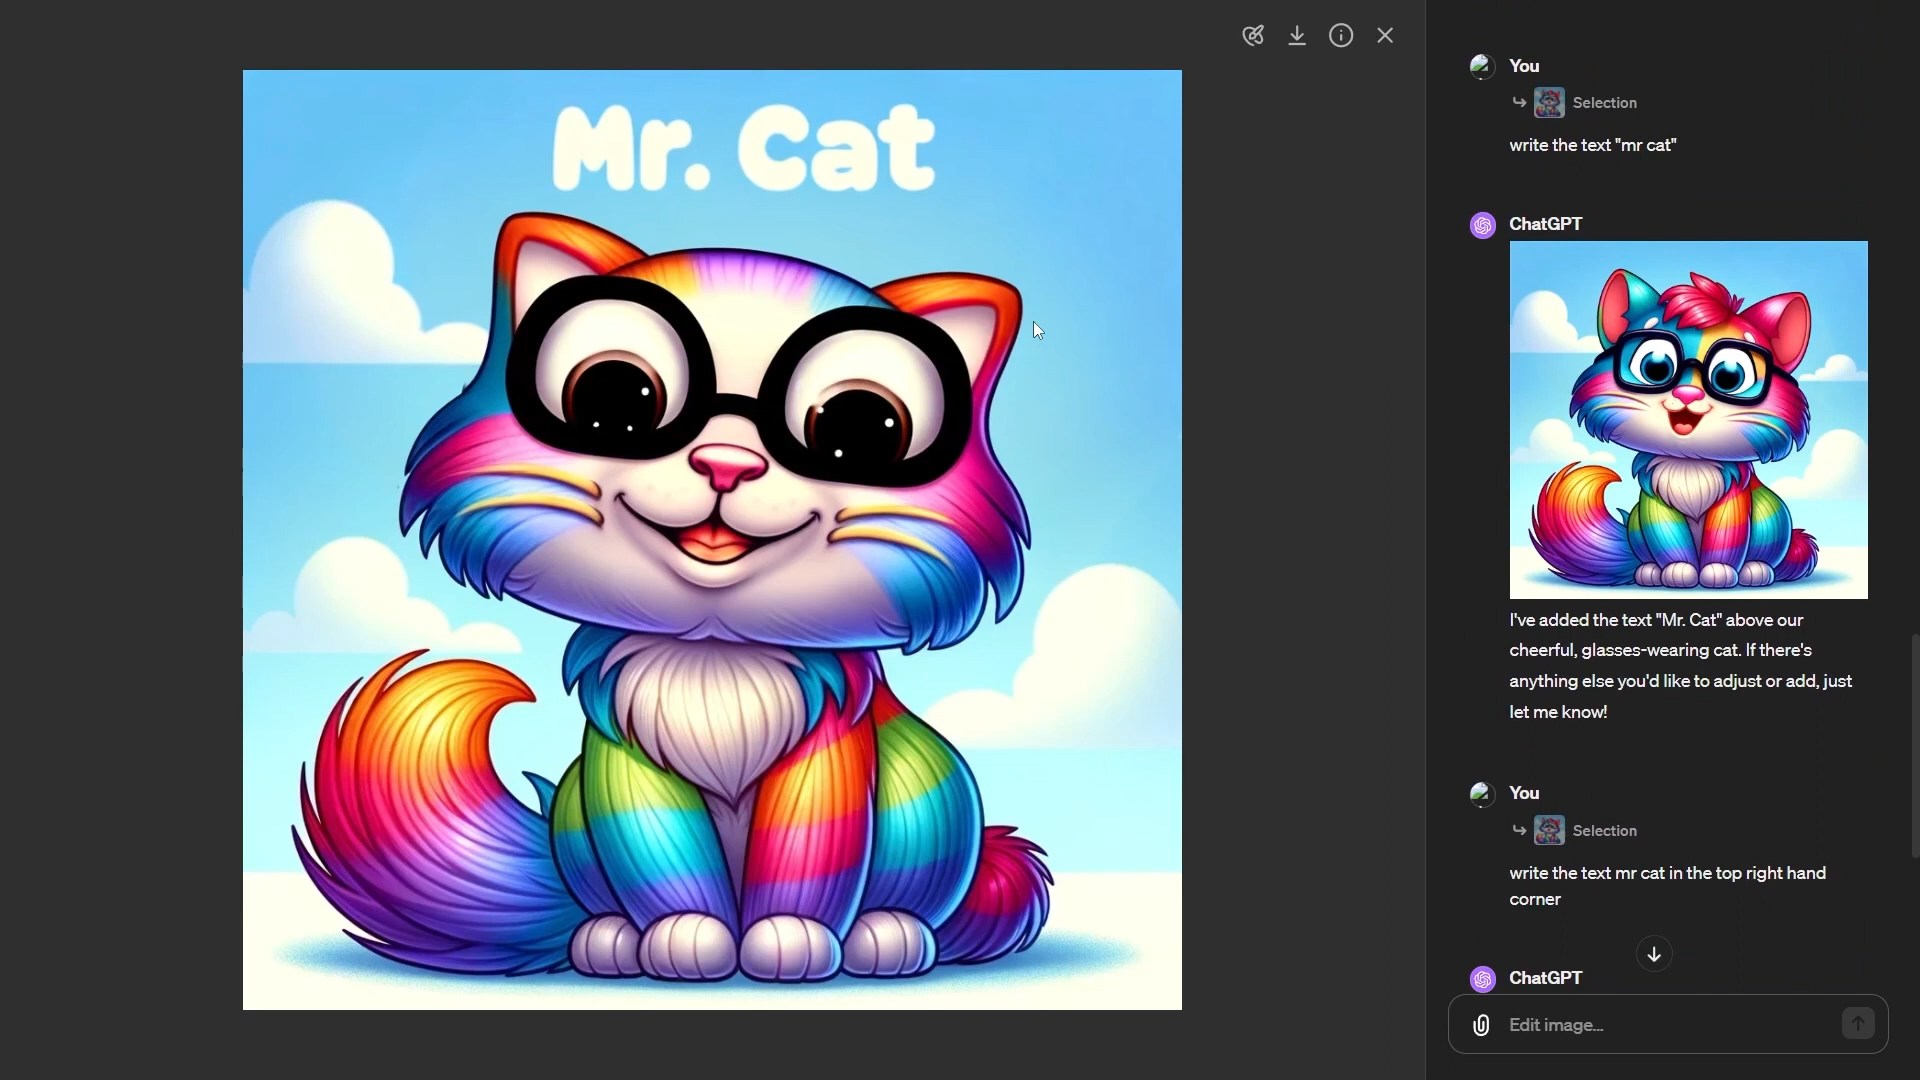 Mr. Cat
You
Selection
write the text "mr cat"
ChatGPT
I've added the text "Mr. Cat" above our
cheerful, glasses-wearing cat. If there's
anything else you'd like to adjust or add, just
let me know!
You
Selection
write the text mr cat in the top right hand
corner
ChatGPT
Edit image...